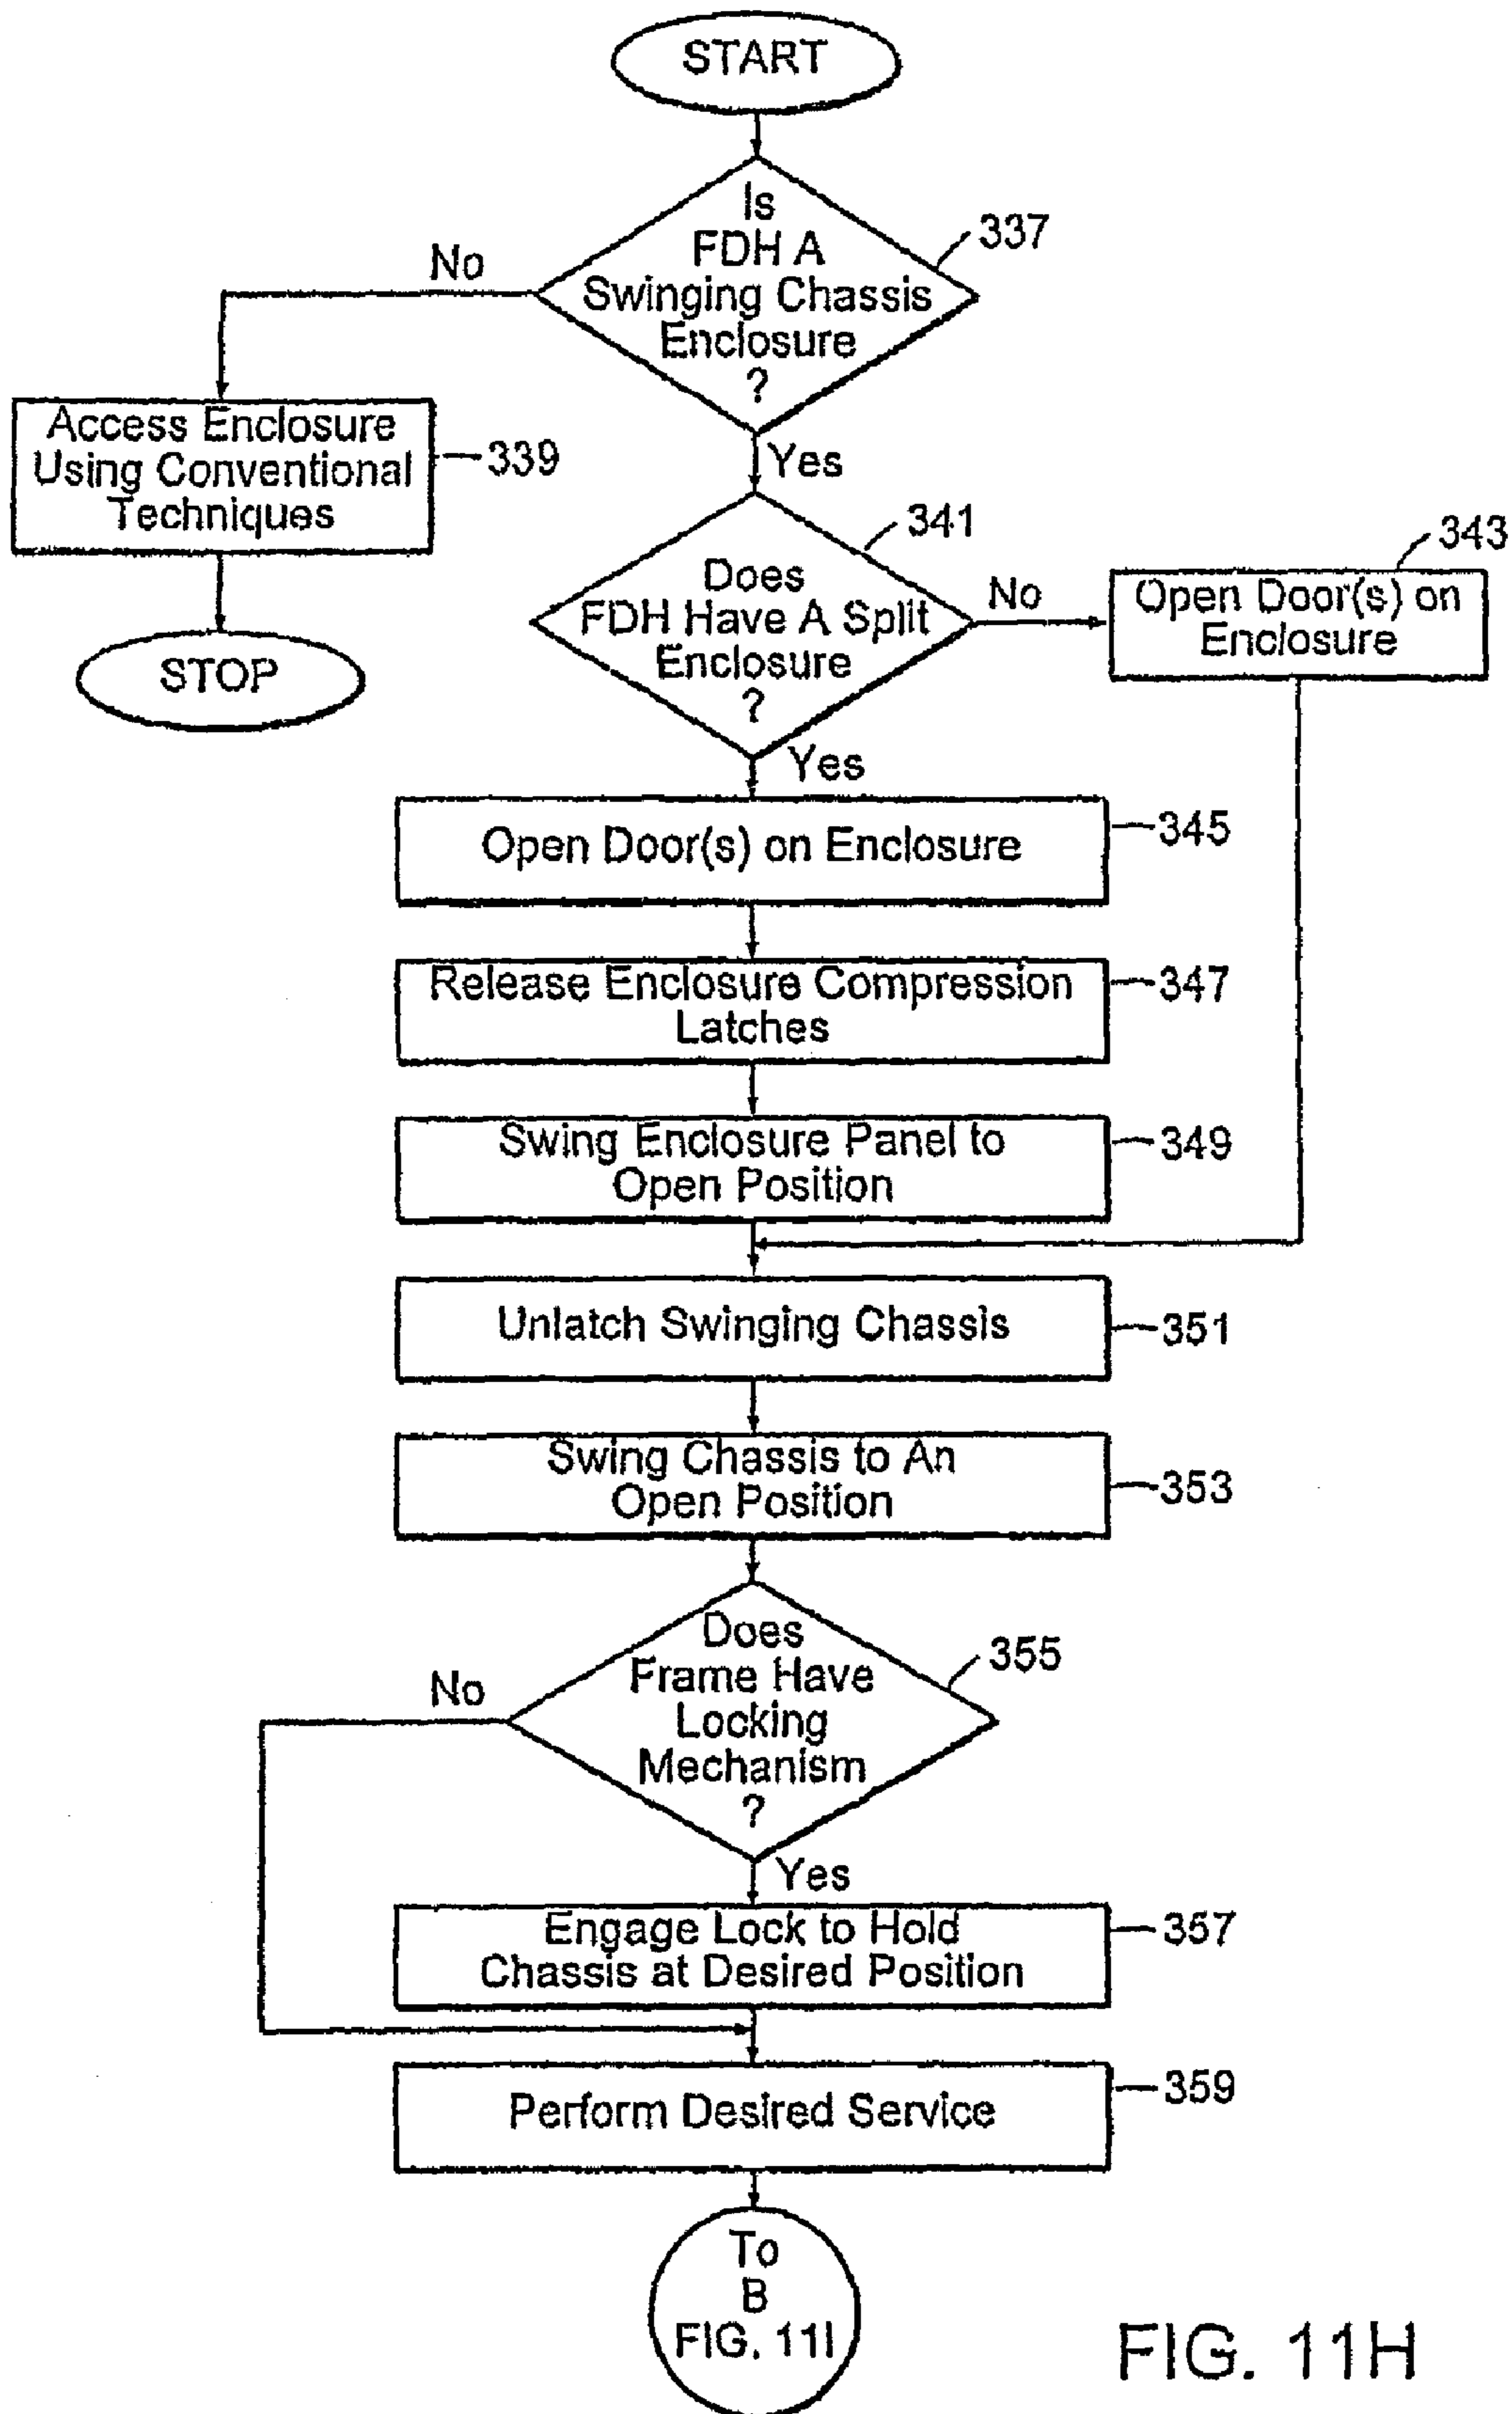 START
Is
FDH A
Swinging Chassis
Enclosure
?
337
No
Yes
Access Enclosure
Using Conventional
Techniques
339
STOP
341
Does
FDH Have A Split
Enclosure
?
No
Yes
343
Open Door(s) on
Enclosure
Open Door(s) on Enclosure
345
Release Enclosure Compression
Latches
347
Swing Enclosure Panel to
Open Position
349
Unlatch Swinging Chassis
351
Swing Chassis to An
Open Position
353
Does
Frame Have
Locking
Mechanism
?
355
No
Yes
Engage Lock to Hold
Chassis at Desired Position
357
Perform Desired Service
359
To
B
FIG. 11I
FIG. 11H